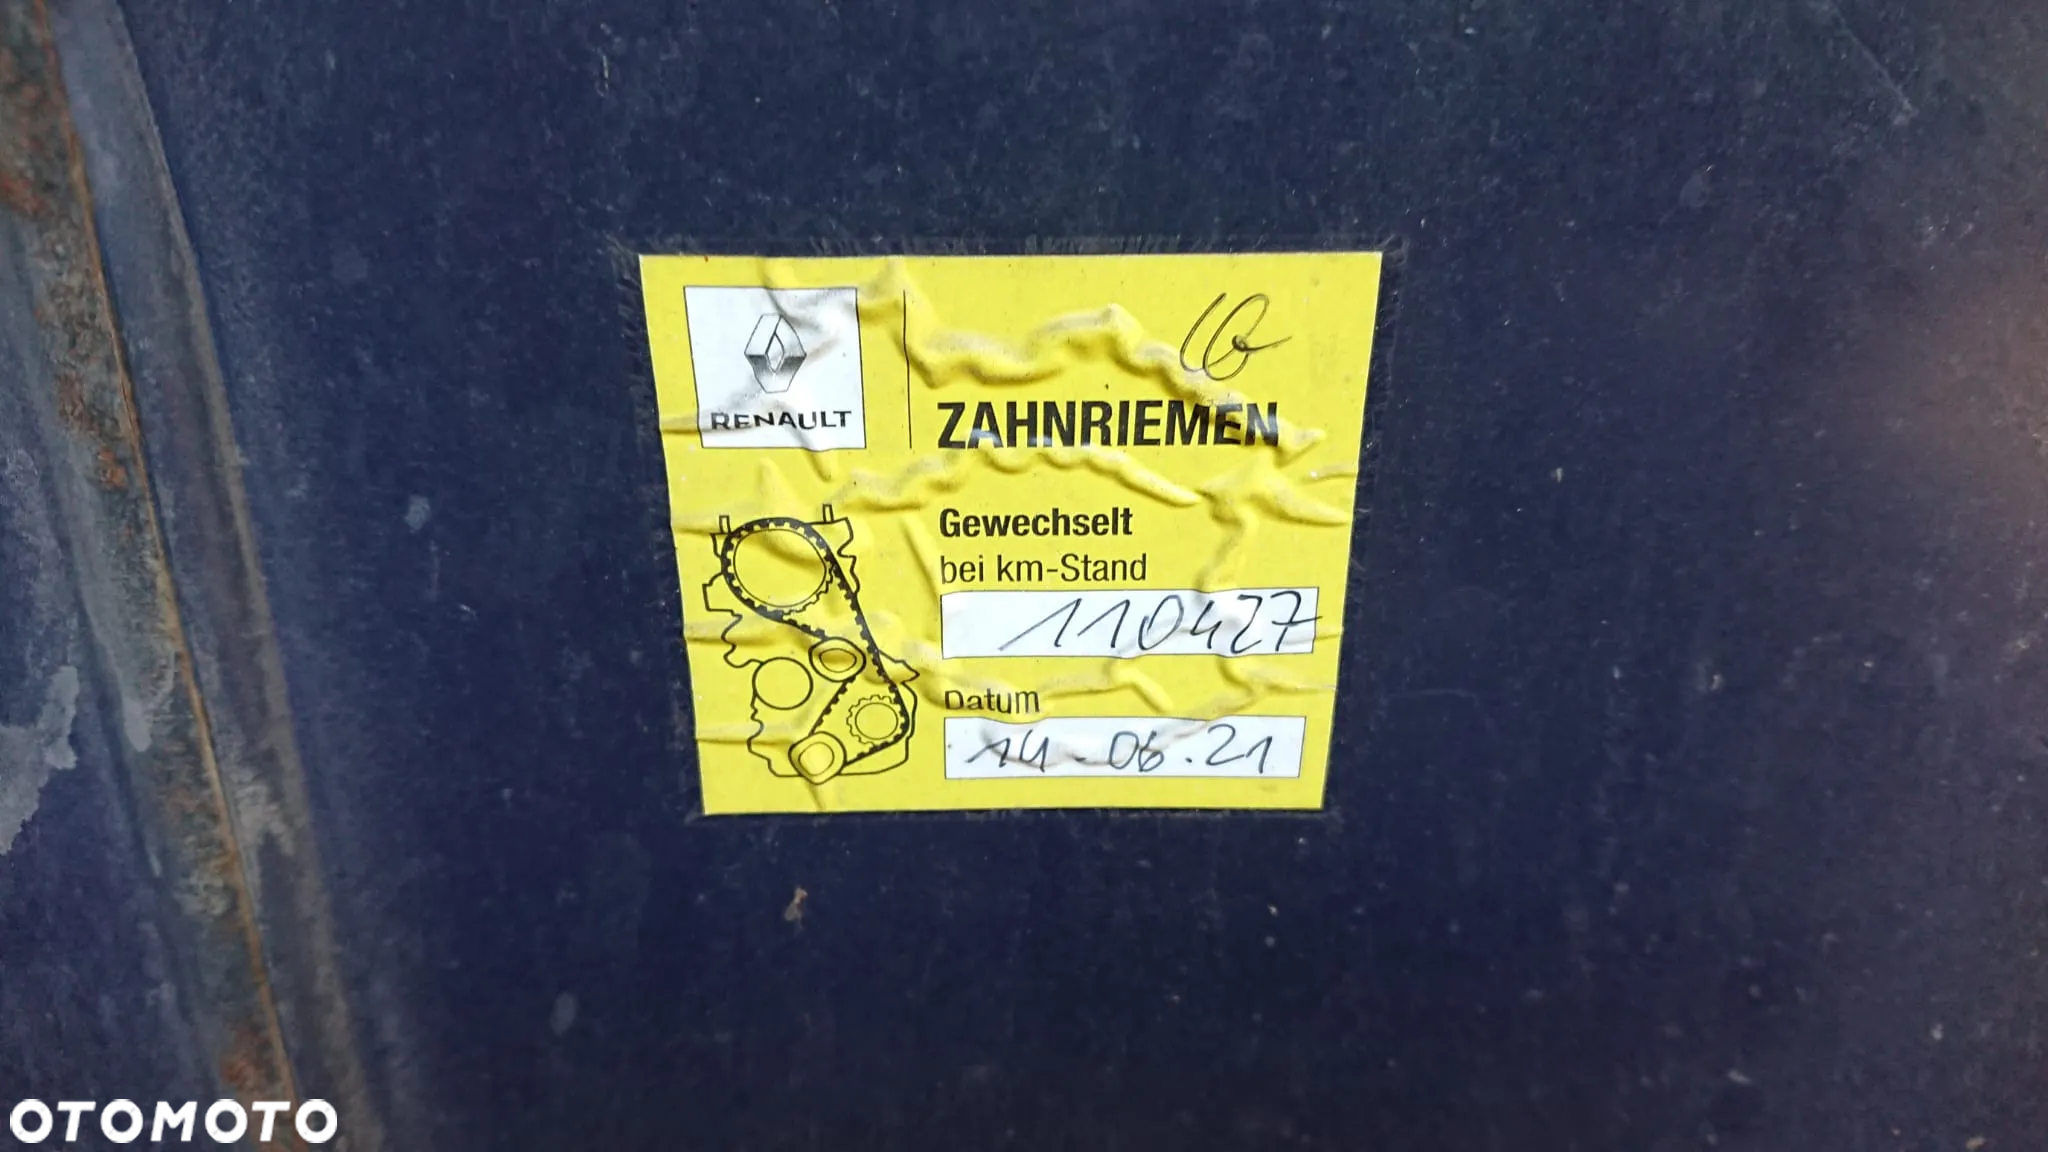 RENAULT
ZAHNRIEMEN
Gewechselt
bei km-Stand
110427
Datum
14.06.21
OTOMOTO